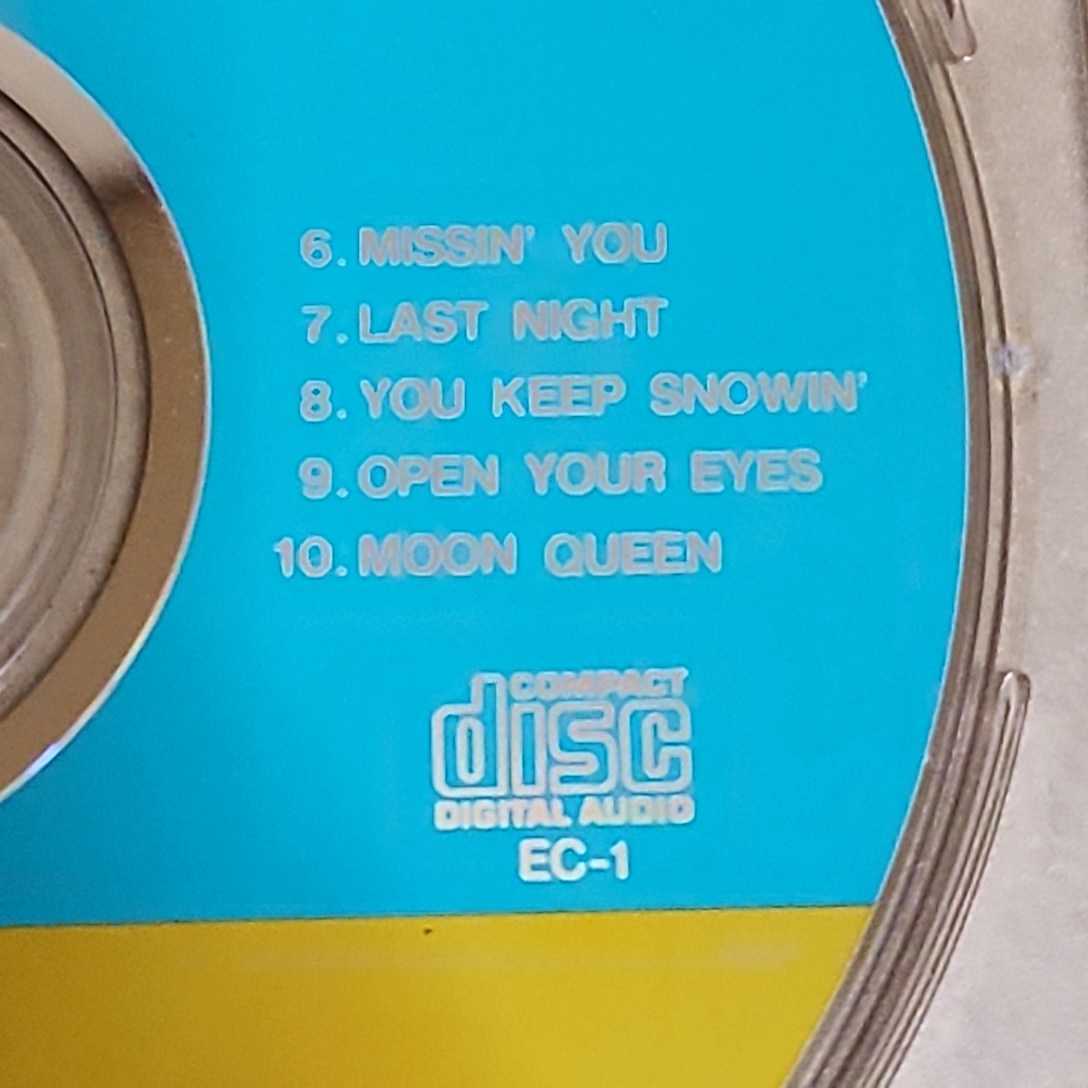 6. MISSIN' YOU
7. LAST NIGHT
8. YOU KEEP SNOWIN'
9. OPEN YOUR EYES
10. MOON QUEEN
COMPACT
disc
DIGITAL AUDIO
EC-1